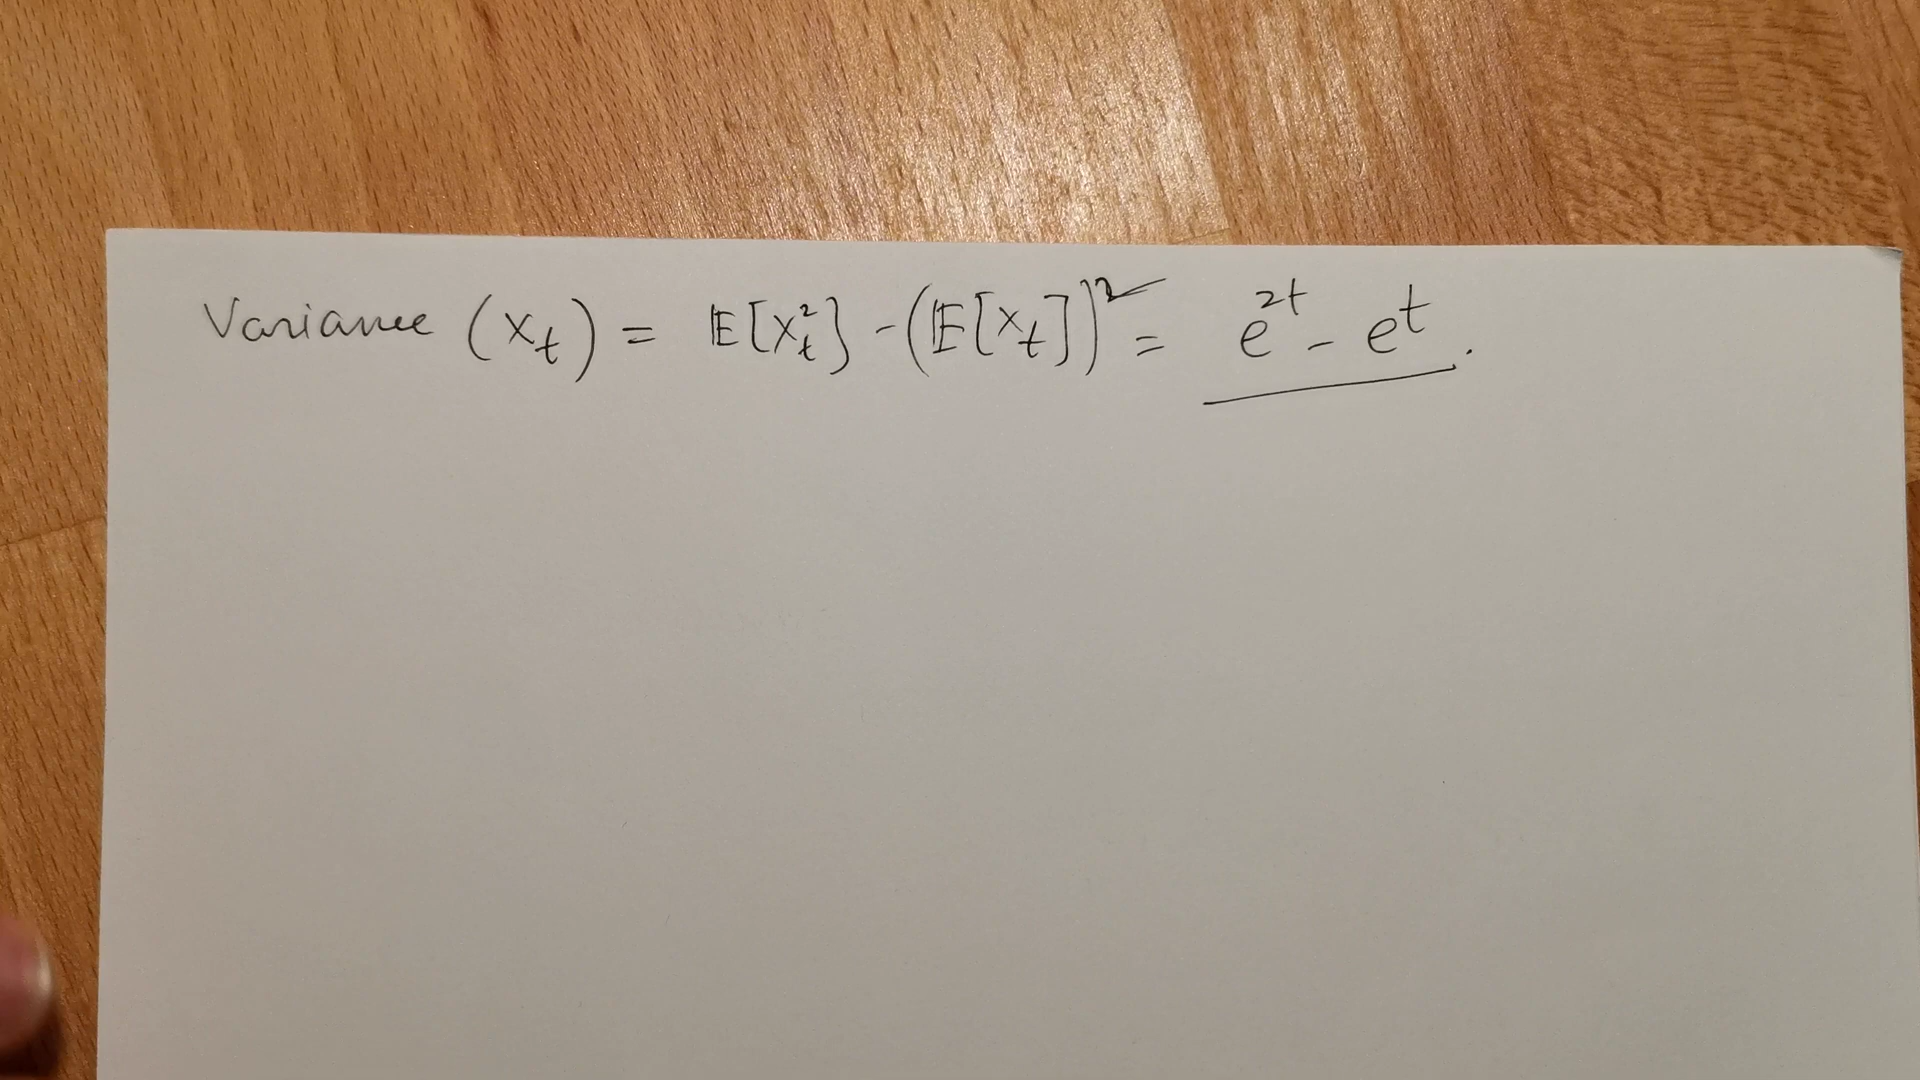 Variance (X_t) = 𝔼[X_t^2] - (𝔼[X_t])^2 = e^{2t} - e^t.